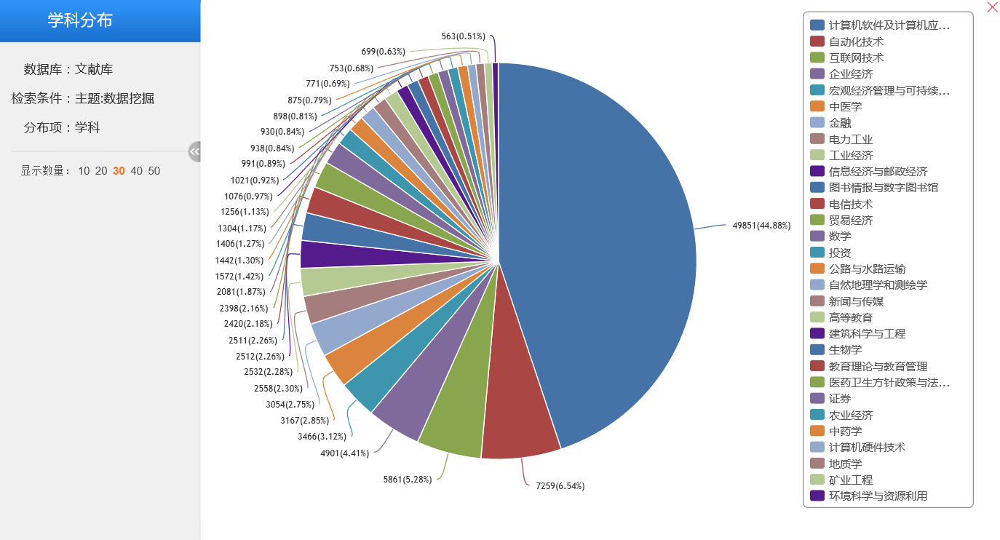 学科分布
数据库：文献库
检索条件：主题:数据挖掘
分布项：学科
显示数量： 10 20 30 40 50
563(0.51%)
699(0.63%)
753(0.68%)
771(0.69%)
875(0.79%)
898(0.81%)
930(0.84%)
938(0.84%)
991(0.89%)
1021(0.92%)
1076(0.97%)
1256(1.13%)
1304(1.17%)
1406(1.27%)
1442(1.30%)
1572(1.42%)
2081(1.87%)
2398(2.16%)
2420(2.18%)
2511(2.26%)
2512(2.26%)
2532(2.28%)
2558(2.30%)
3054(2.75%)
3167(2.85%)
3466(3.12%)
4901(4.41%)
5861(5.28%)
7259(6.54%)
49851(44.88%)
计算机软件及计算机应...
自动化技术
互联网技术
企业经济
宏观经济管理与可持续...
中医学
金融
电力工业
工业经济
信息经济与邮政经济
图书情报与数字图书馆
电信技术
贸易经济
数学
投资
公路与水路运输
自然地理学和测绘学
新闻与传媒
高等教育
建筑科学与工程
生物学
教育理论与教育管理
医药卫生方针政策与法...
证券
农业经济
中药学
计算机硬件技术
地质学
矿业工程
环境科学与资源利用